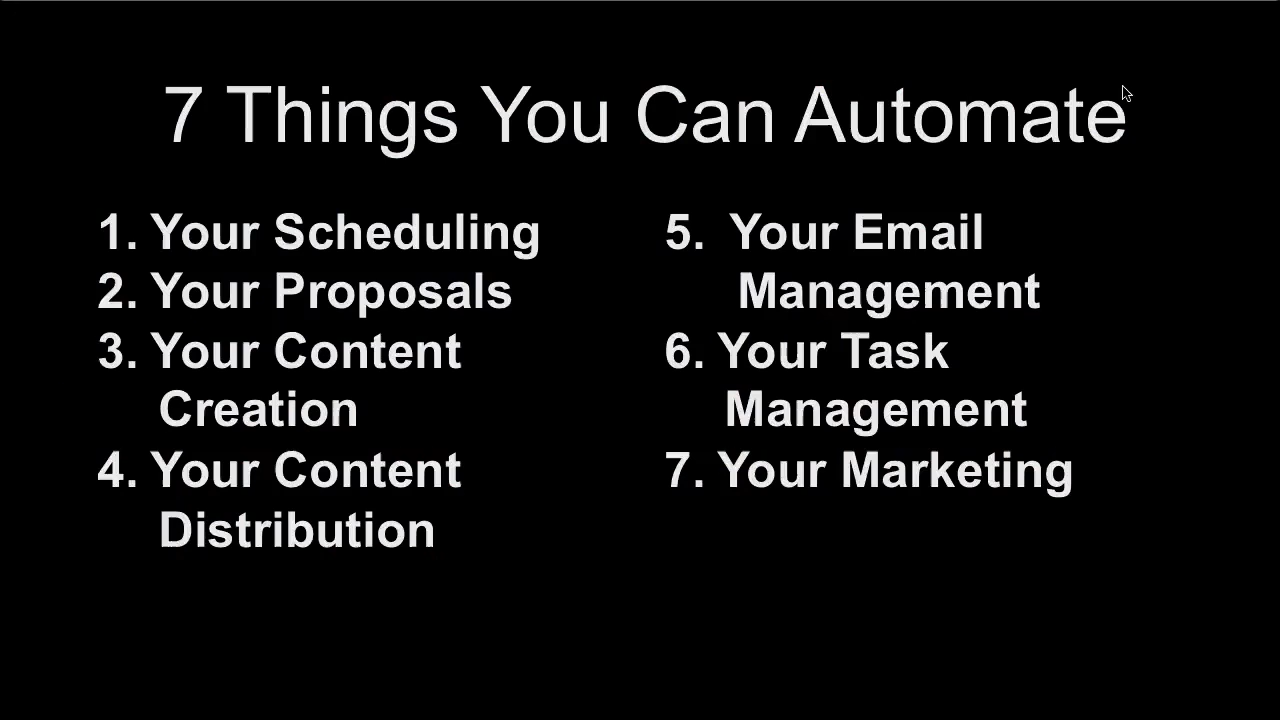 7 Things You Can Automate
1. Your Scheduling
2. Your Proposals
3. Your Content
Creation
4. Your Content
Distribution
5. Your Email
Management
6. Your Task
Management
7. Your Marketing